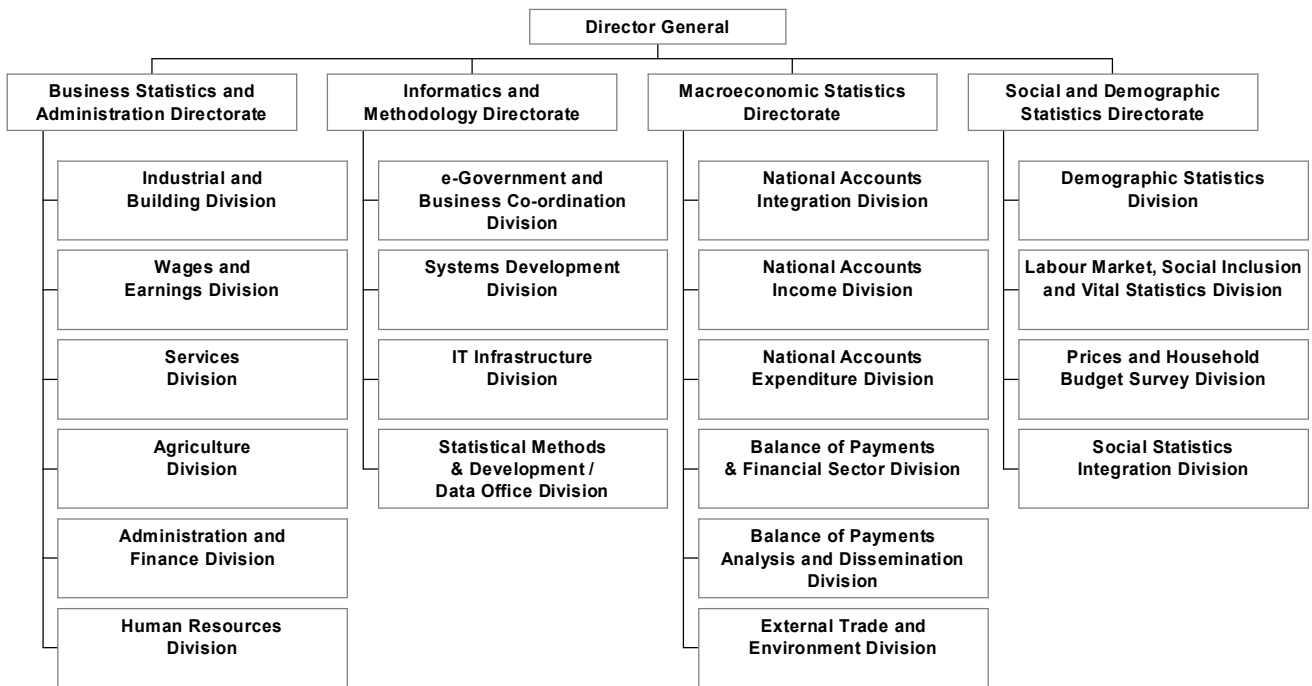 Director General
Business Statistics and
Administration Directorate
Industrial and
Building Division
Wages and
Earnings Division
Services
Division
Agriculture
Division
Administration and
Finance Division
Human Resources
Division
Informatics and
Methodology Directorate
e-Government and
Business Co-ordination
Division
Systems Development
Division
IT Infrastructure
Division
Statistical Methods
& Development /
Data Office Division
Macroeconomic Statistics
Directorate
National Accounts
Integration Division
National Accounts
Income Division
National Accounts
Expenditure Division
Balance of Payments
& Financial Sector Division
Balance of Payments
Analysis and Dissemination
Division
External Trade and
Environment Division
Social and Demographic
Statistics Directorate
Demographic Statistics
Division
Labour Market, Social Inclusion
and Vital Statistics Division
Prices and Household
Budget Survey Division
Social Statistics
Integration Division